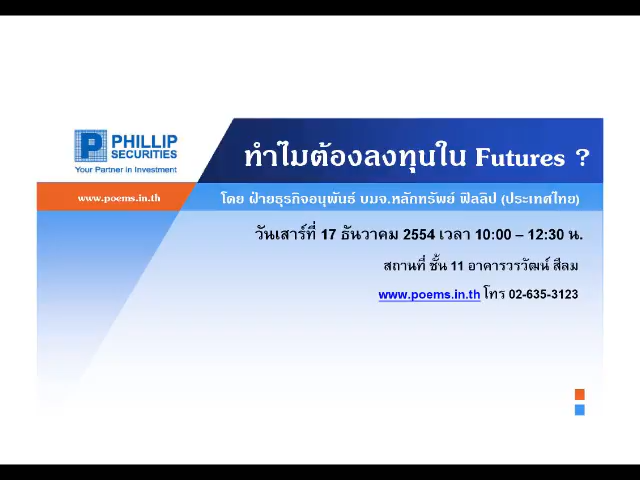 PHILLIP
SECURITIES
Your Partner in Investment
ทำไมต้องลงทุนใน Futures ?
www.poems.in.th
โดย ฝ่ายธุรกิจอนุพันธ์ บมจ.หลักทรัพย์ ฟิลลิป (ประเทศไทย)
วันเสาร์ที่ 17 ธันวาคม 2554 เวลา 10:00 – 12:30 น.
สถานที่ ชั้น 11 อาคารวรวัฒน์ สีลม
www.poems.in.th โทร 02-635-3123